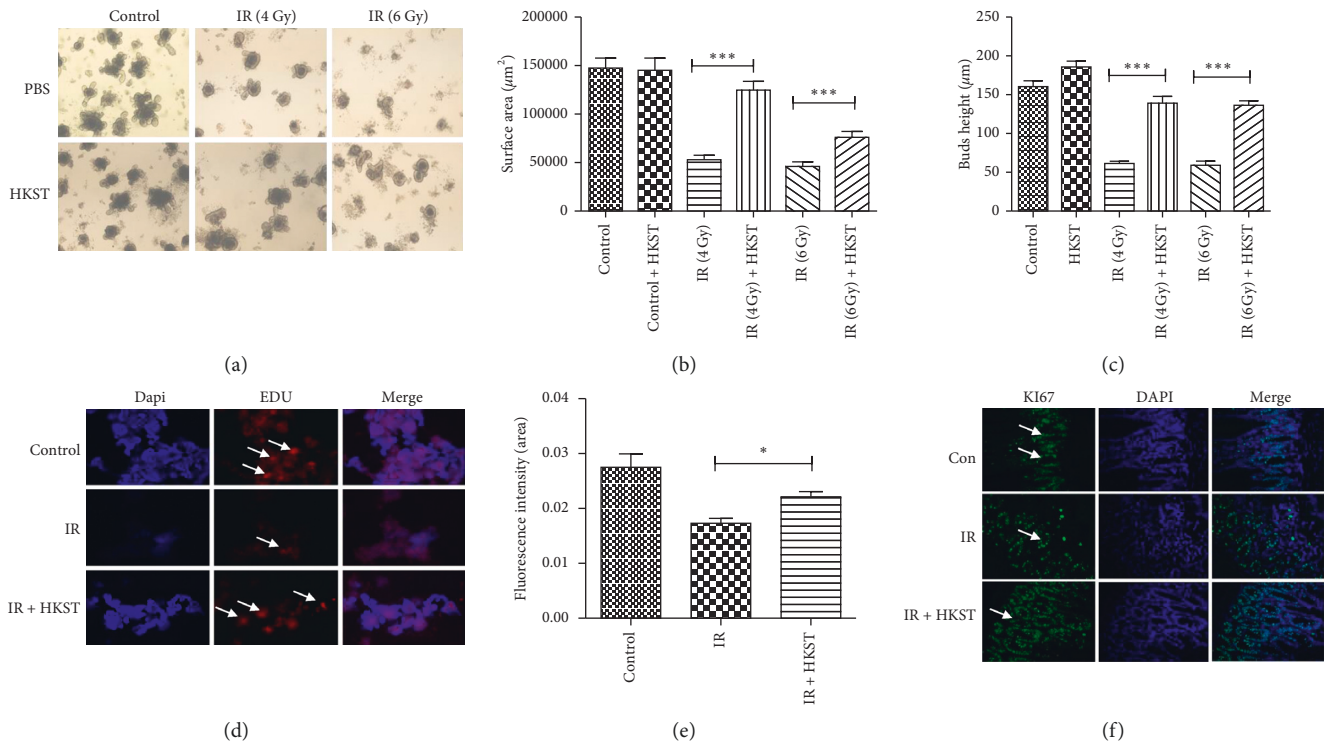 Control IR (4 Gy) IR (6 Gy)
PBS
HKST
(a)
Surface area (μm²)
200000
150000
100000
50000
0
***
***
Control
Control + HKST
IR (4 Gy)
IR (4Gy) + HKST
IR (6 Gy)
IR (6Gy) + HKST
(b)
Buds height (μm)
200
150
100
50
0
***
***
Control
HKST
IR (4 Gy)
IR (4 Gy) + HKST
IR (6 Gy)
IR (6 Gy) + HKST
(c)
Dapi EDU Merge
Control
IR
IR + HKST
(d)
Fluorescence intensity (area)
0.04
0.03
0.02
0.01
0.00
*
Control
IR
IR + HKST
(e)
KI67 DAPI Merge
Con
IR
IR + HKST
(f)